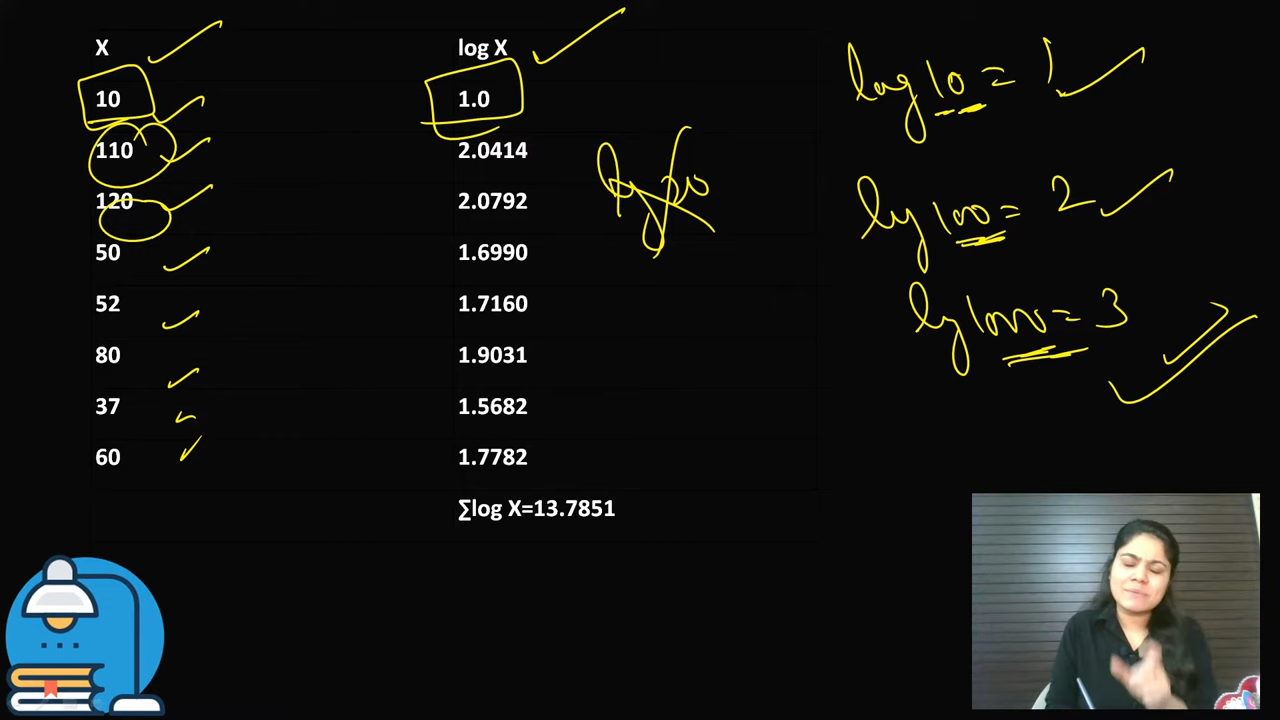 X log X
10 1.0
110 2.0414
120 2.0792
50 1.6990
52 1.7160
80 1.9031
37 1.5682
60 1.7782
∑log X=13.7851
log 10 = 1
log 100 = 2
log 1000 = 3